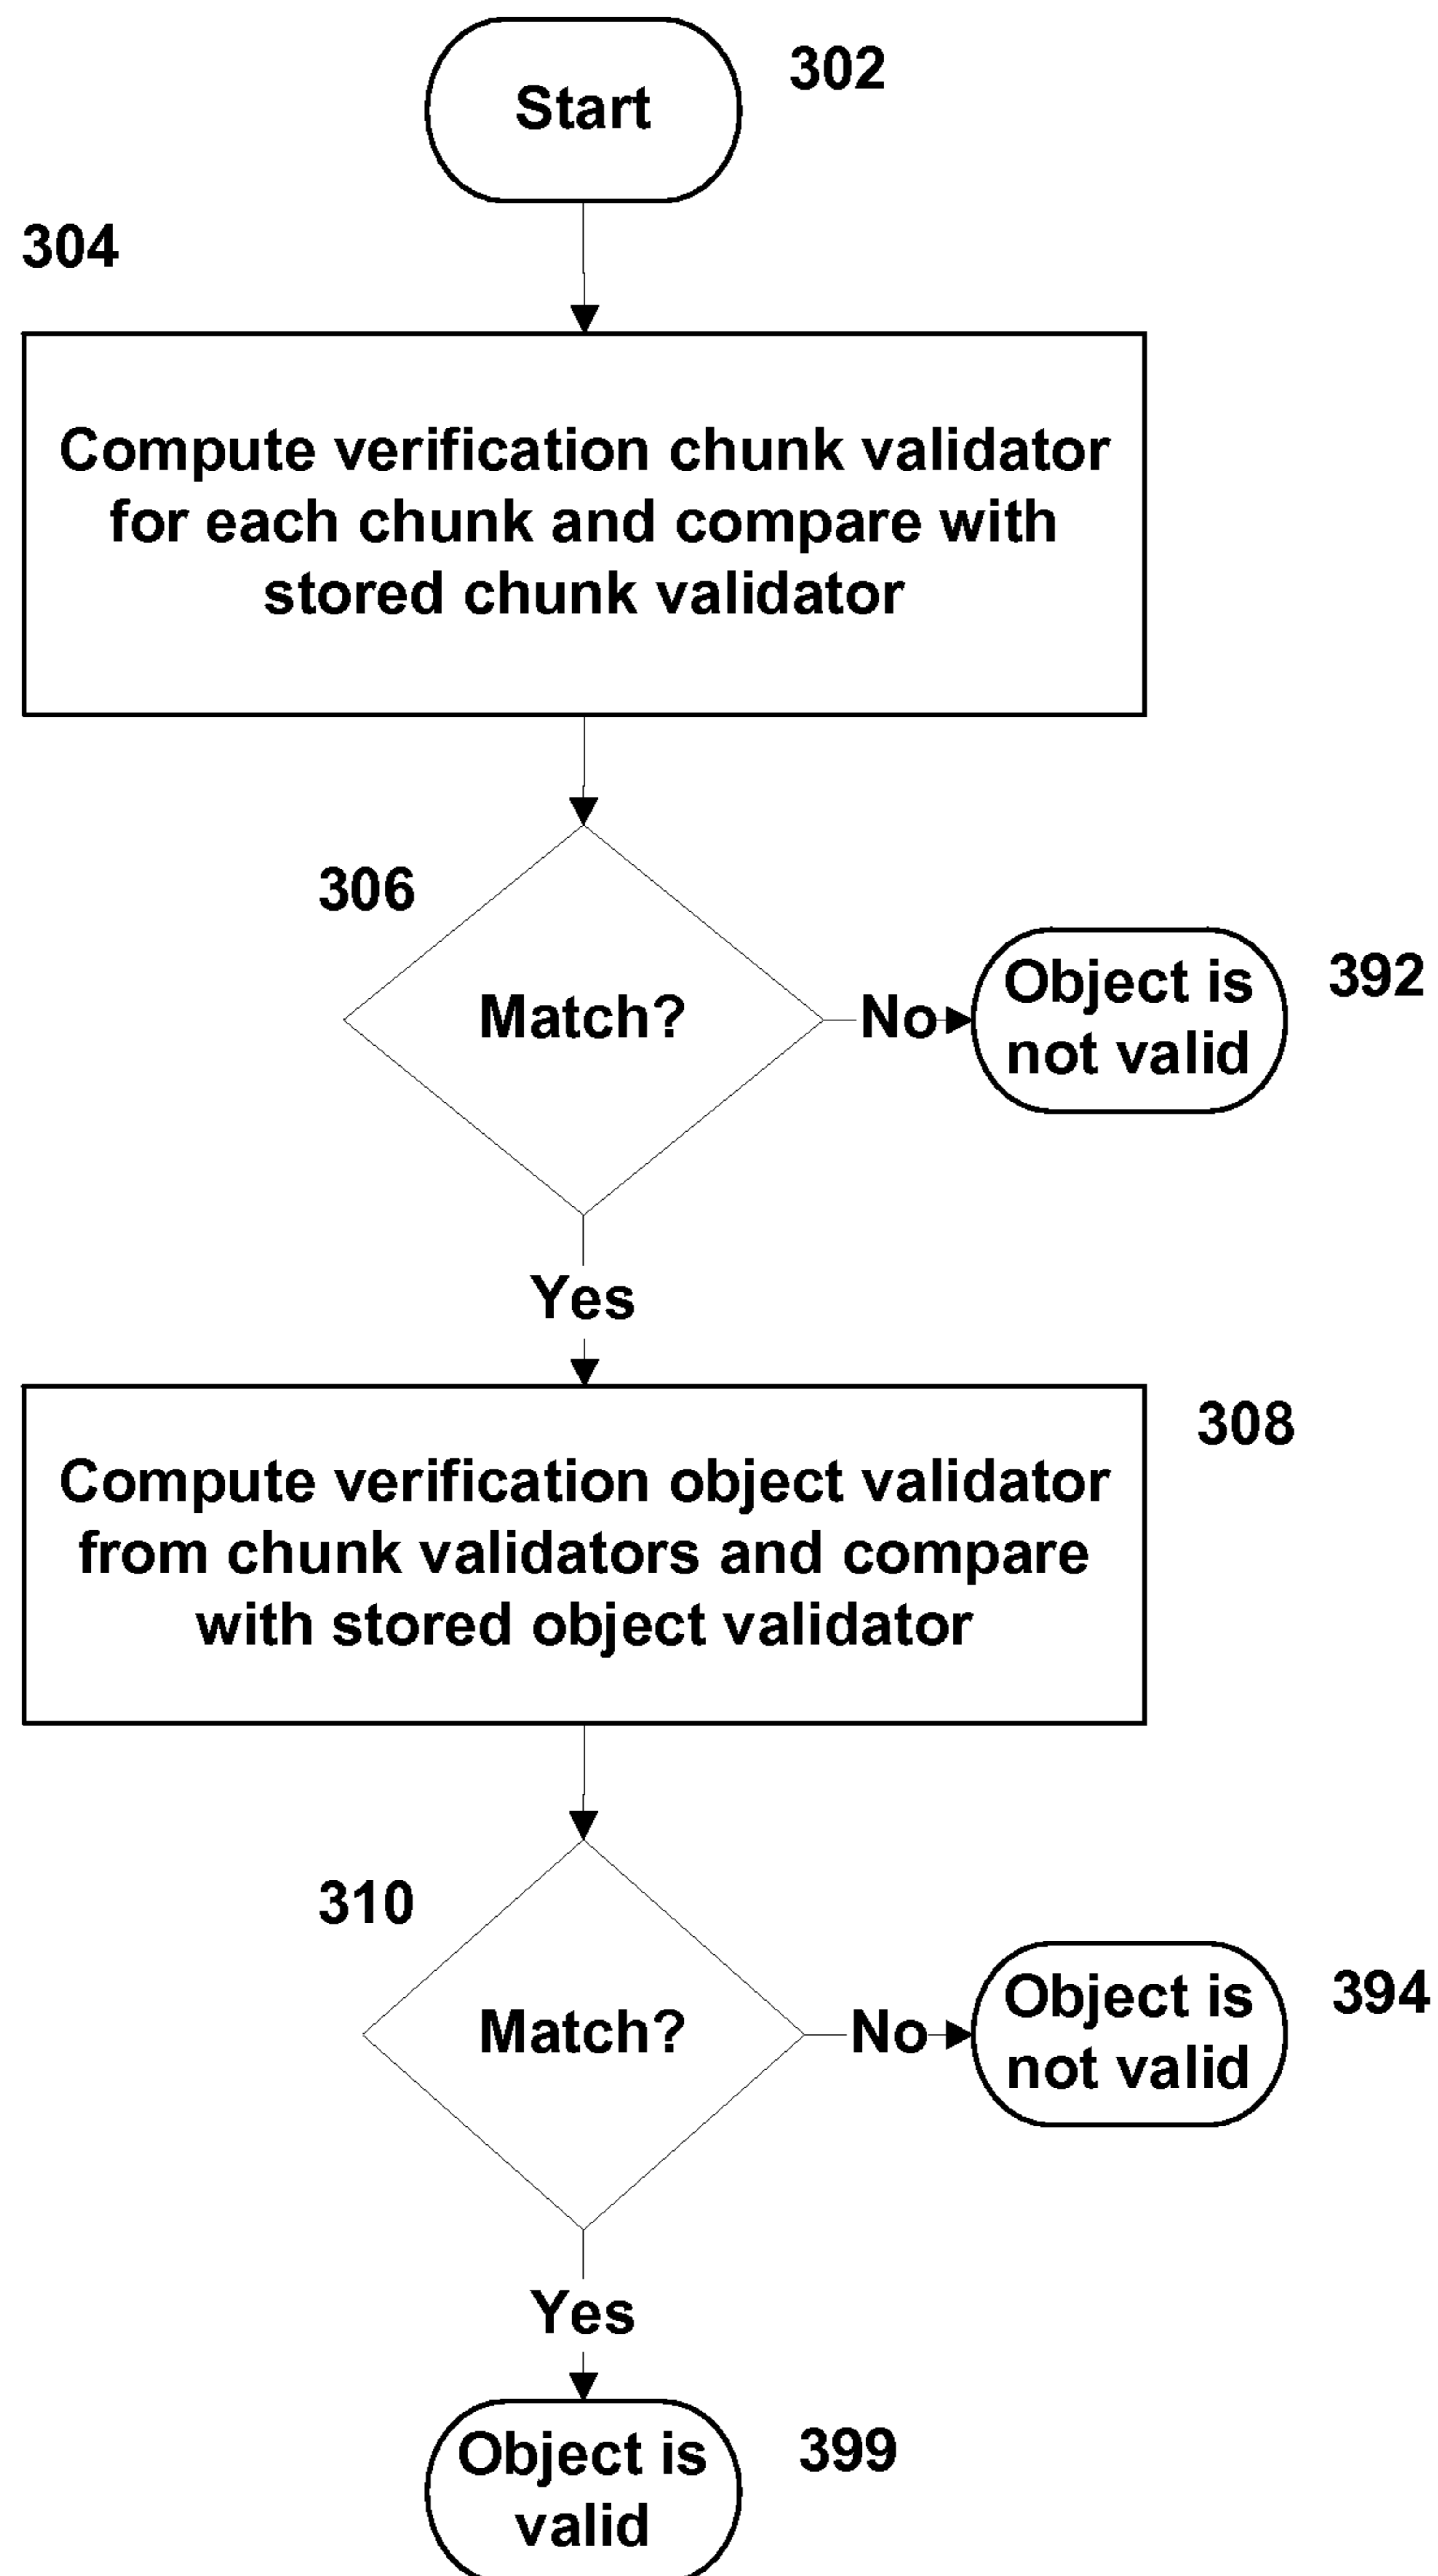 Start
302
304
Compute verification chunk validator
for each chunk and compare with
stored chunk validator
306
Match?
No
Object is
not valid
392
Yes
308
Compute verification object validator
from chunk validators and compare
with stored object validator
310
Match?
No
Object is
not valid
394
Yes
Object is
valid
399